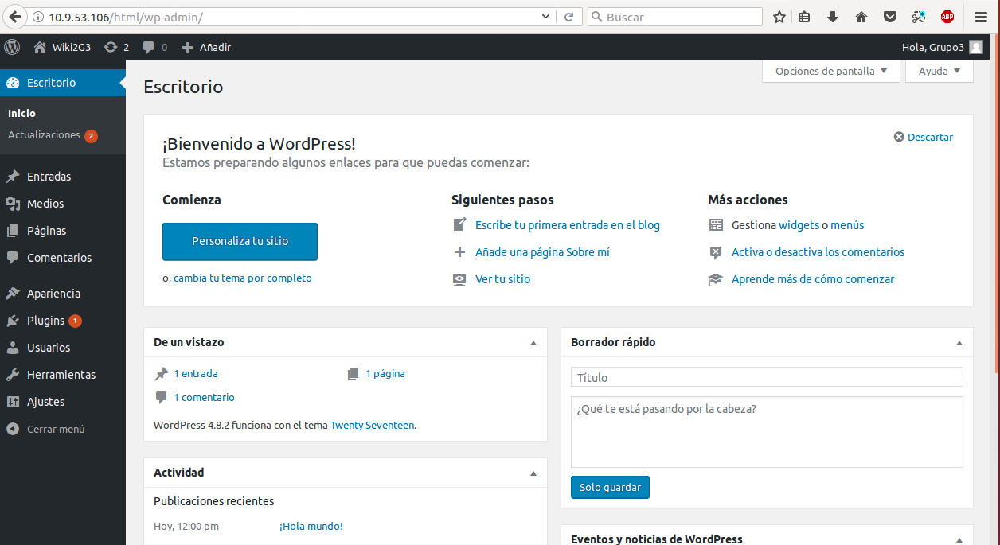 10.9.53.106/html/wp-admin/
Buscar
ABP
Wiki2G3 2 0 Añadir
Hola, Grupo3
Escritorio
Inicio
Actualizaciones 2
Entradas
Medios
Páginas
Comentarios
Apariencia
Plugins 1
Usuarios
Herramientas
Ajustes
Cerrar menú
Opciones de pantalla
Ayuda
Escritorio
¡Bienvenido a WordPress!
Estamos preparando algunos enlaces para que puedas comenzar:
Descartar
Comienza
Personaliza tu sitio
o, cambia tu tema por completo
Siguientes pasos
Escribe tu primera entrada en el blog
Añade una página Sobre mí
Ver tu sitio
Más acciones
Gestiona widgets o menús
Activa o desactiva los comentarios
Aprende más de cómo comenzar
De un vistazo
1 entrada
1 página
1 comentario
WordPress 4.8.2 funciona con el tema Twenty Seventeen.
Actividad
Publicaciones recientes
Hoy, 12:00 pm ¡Hola mundo!
Borrador rápido
Título
¿Qué te está pasando por la cabeza?
Solo guardar
Eventos y noticias de WordPress